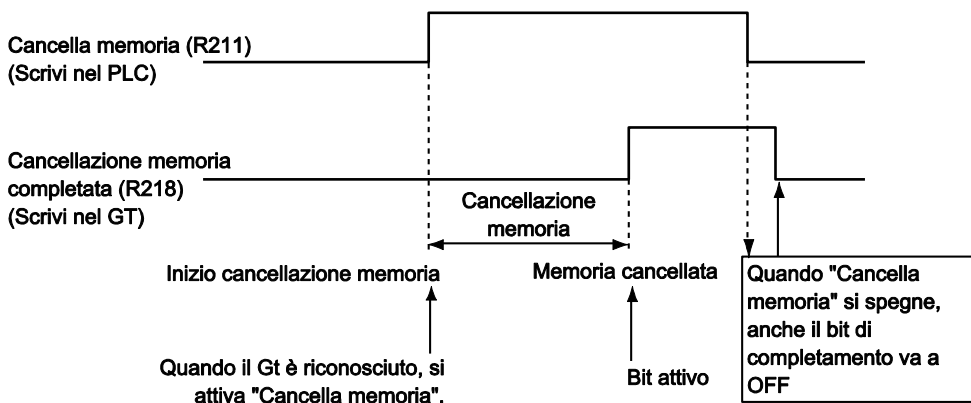 Cancella memoria (R211)
(Scrivi nel PLC)
Cancellazione memoria
completata (R218)
(Scrivi nel GT)
Cancellazione
memoria
Inizio cancellazione memoria
Memoria cancellata
Quando "Cancella
memoria" si spegne,
anche il bit di
completamento va a
OFF
Quando il Gt è riconosciuto, si
attiva "Cancella memoria".
Bit attivo